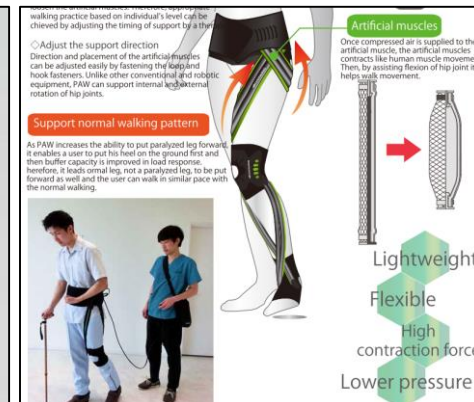 walking practice based on individual's level can be
chieved by adjusting the timing of support by a the
◇Adjust the support direction
Direction and placement of the artificial muscles
can be adjusted easily by fastening the loop and
hook fasteners. Unlike other conventional and robotic
equipment, PAW can support internal and external
rotation of hip joints.
Support normal walking pattern
As PAW increases the ability to put paralyzed leg forward,
it enables a user to put his heel on the ground first and
then buffer capacity is improved in load response.
herefore, it leads ormal leg, not a paralyzed leg, to be put
forward as well and the user can walk in similar pace with
the normal walking.
Artificial muscles
Once compressed air is supplied to the
artificial muscle, the artificial muscles
contracts like human muscle moveme
Then, by assisting flexion of hip joint it
helps walk movement.
Lightweight
Flexible
High
contraction force
Lower pressure